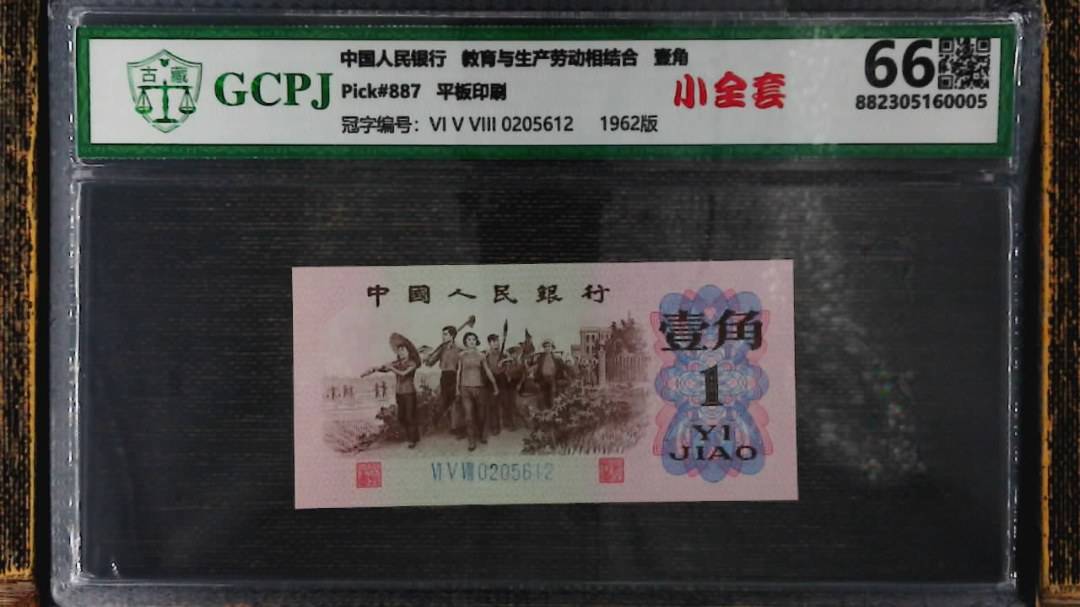 中国人民银行 教育与生产劳动相结合 壹角
66
古藏
GCPJ
Pick#887 平板印刷
小全套
882305160005
冠字编号: VI V VIII 0205612 1962版
中國人民銀行
壹角
1
YI
JIAO
VI V VIII 0205612